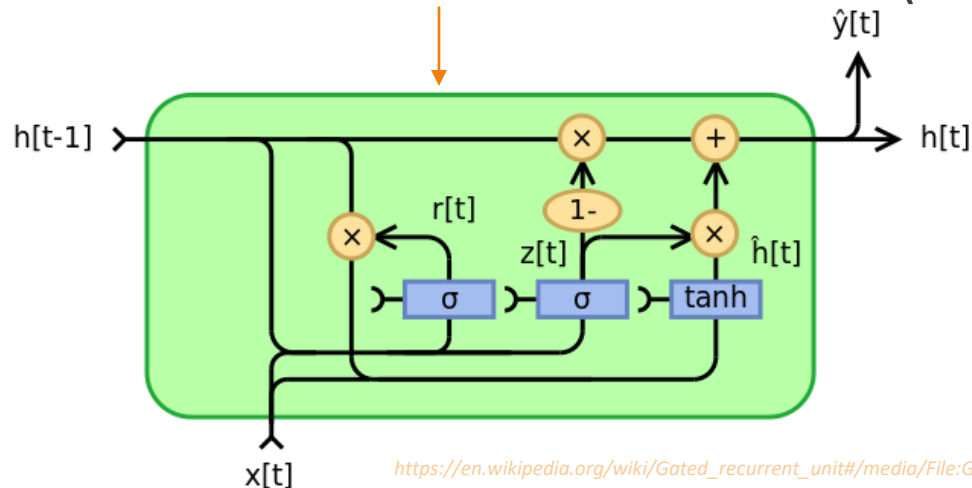 ŷ[t]
h[t-1]
×
+
h[t]
r[t]
1-
×
z[t]
×
ĥ[t]
σ
σ
tanh
x[t]
https://en.wikipedia.org/wiki/Gated_recurrent_unit#/media/File:G